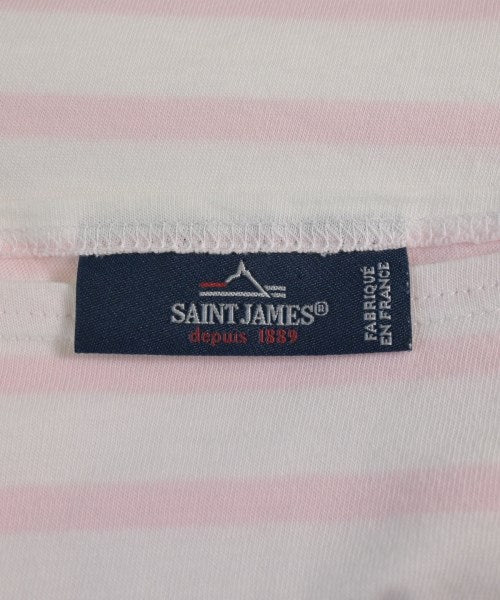 SAINT JAMES®
depuis 1889
FABRIQUÉ
EN FRANCE